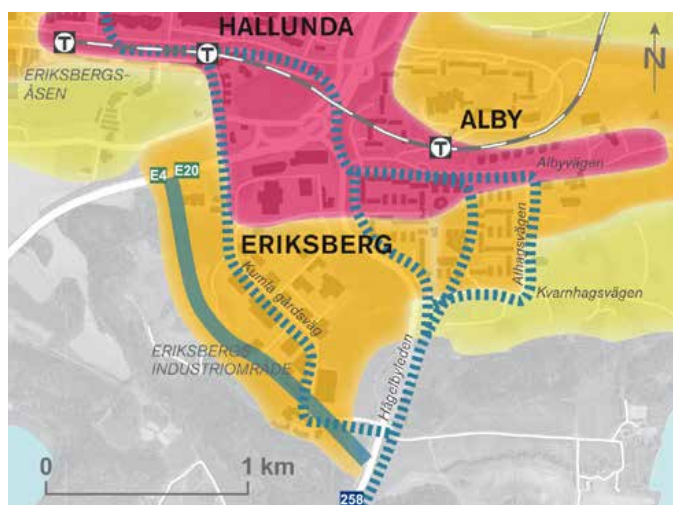 HALLUNDA
T
T
N
ERIKSBERGS-
ÅSEN
ALBY
T
Albyvägen
E4 E20
ERIKSBERG
Alhagsvägen
Kumla gårdsväg
Kvarnhagsvägen
ERIKSBERGS
INDUSTRIOMRÅDE
Hågelbyleden
0 1 km
258